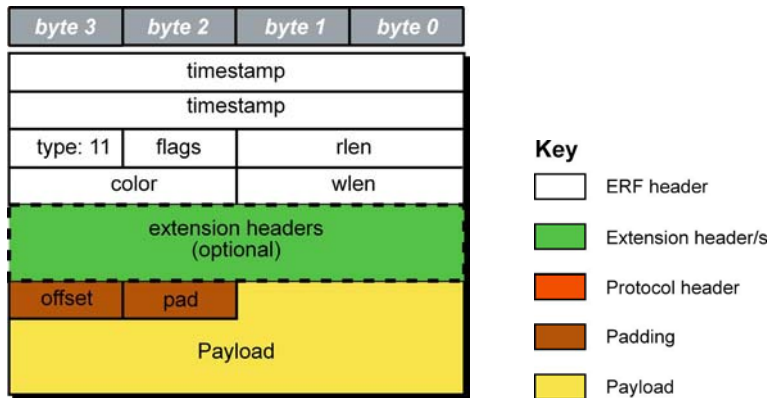 byte 3 byte 2 byte 1 byte 0
timestamp
timestamp
type: 11 flags rlen
color wlen
extension headers
(optional)
offset pad
Payload
Key
ERF header
Extension header/s
Protocol header
Padding
Payload